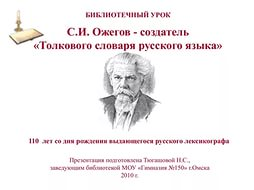 БИБЛИОТЕЧНЫЙ УРОК
С.И. Ожегов - создатель
«Толкового словаря русского языка»
110 лет со дня рождения выдающегося русского лексикографа
Презентация подготовлена Тюгашовой Н.С.,
заведующим библиотекой МОУ «Гимназия №150» г.Омска
2010 г.